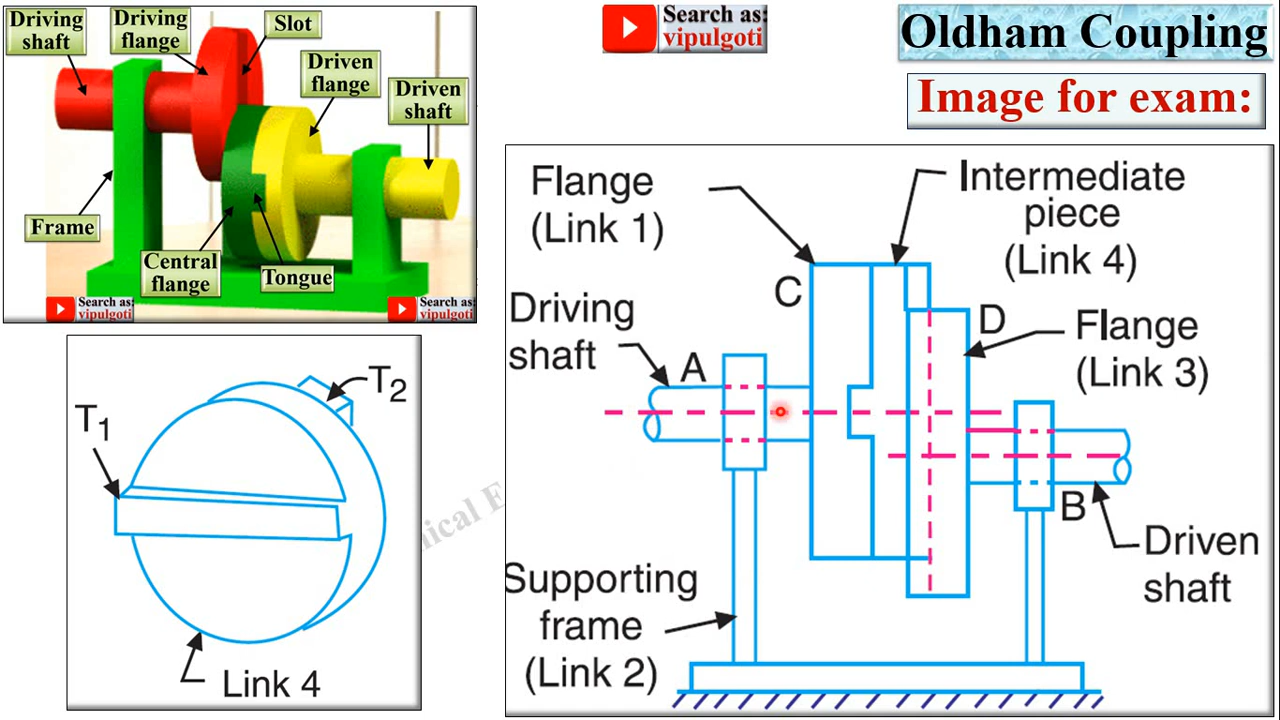 Driving
shaft
Driving
flange
Slot
Driven
flange
Driven
shaft
Frame
Central
flange
Tongue
Search as:
vipulgoti
Search as:
vipulgoti
Search as:
vipulgoti
Oldham Coupling
Image for exam:
T1
T2
Link 4
Flange
(Link 1)
Intermediate
piece
(Link 4)
C
D
Driving
shaft
A
Flange
(Link 3)
B
Driven
shaft
Supporting
frame
(Link 2)